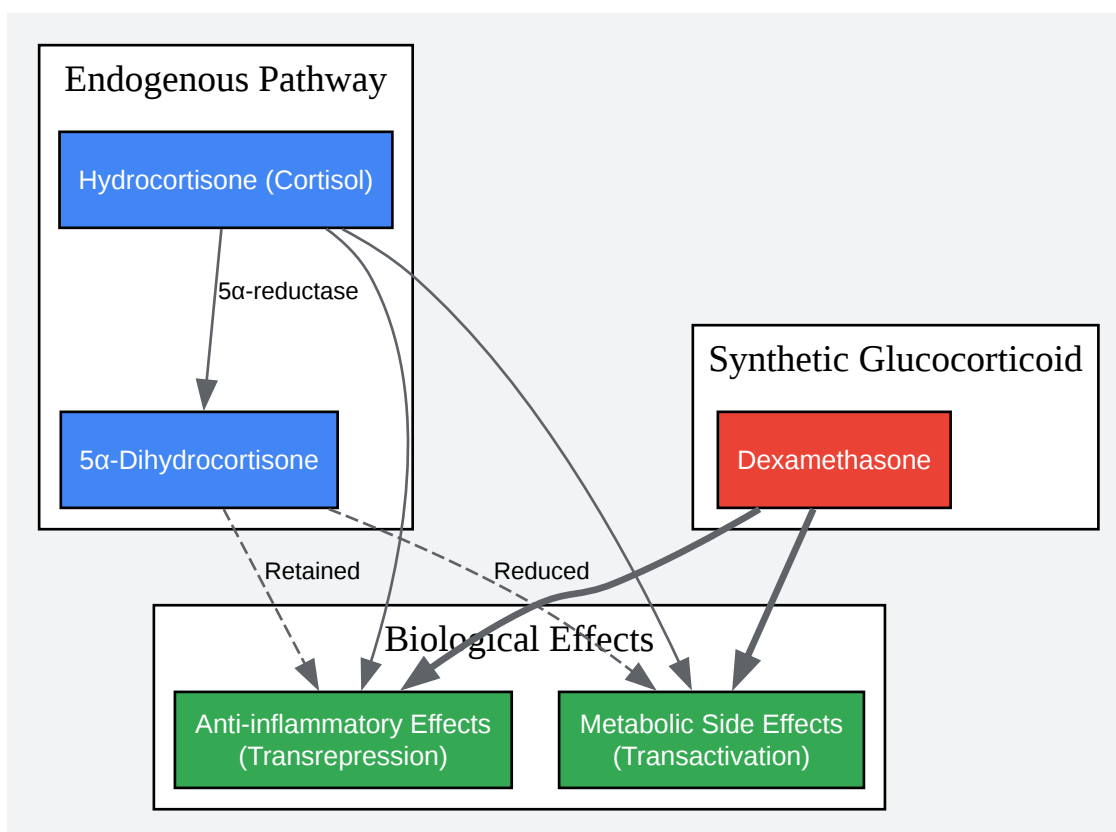 Endogenous Pathway
Hydrocortisone (Cortisol)
5α-reductase
5α-Dihydrocortisone
Synthetic Glucocorticoid
Dexamethasone
Retained
Reduced
Biological Effects
Anti-inflammatory Effects
(Transrepression)
Metabolic Side Effects
(Transactivation)